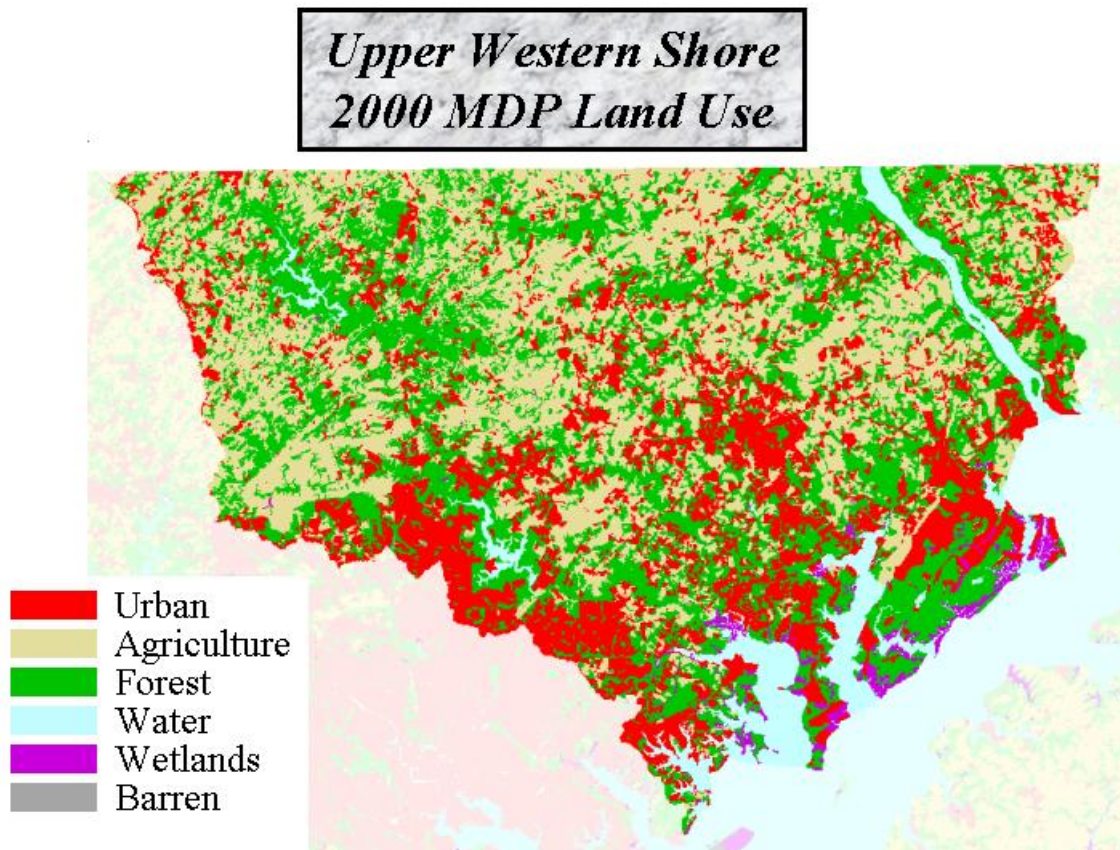 Upper Western Shore
2000 MDP Land Use
Urban
Agriculture
Forest
Water
Wetlands
Barren